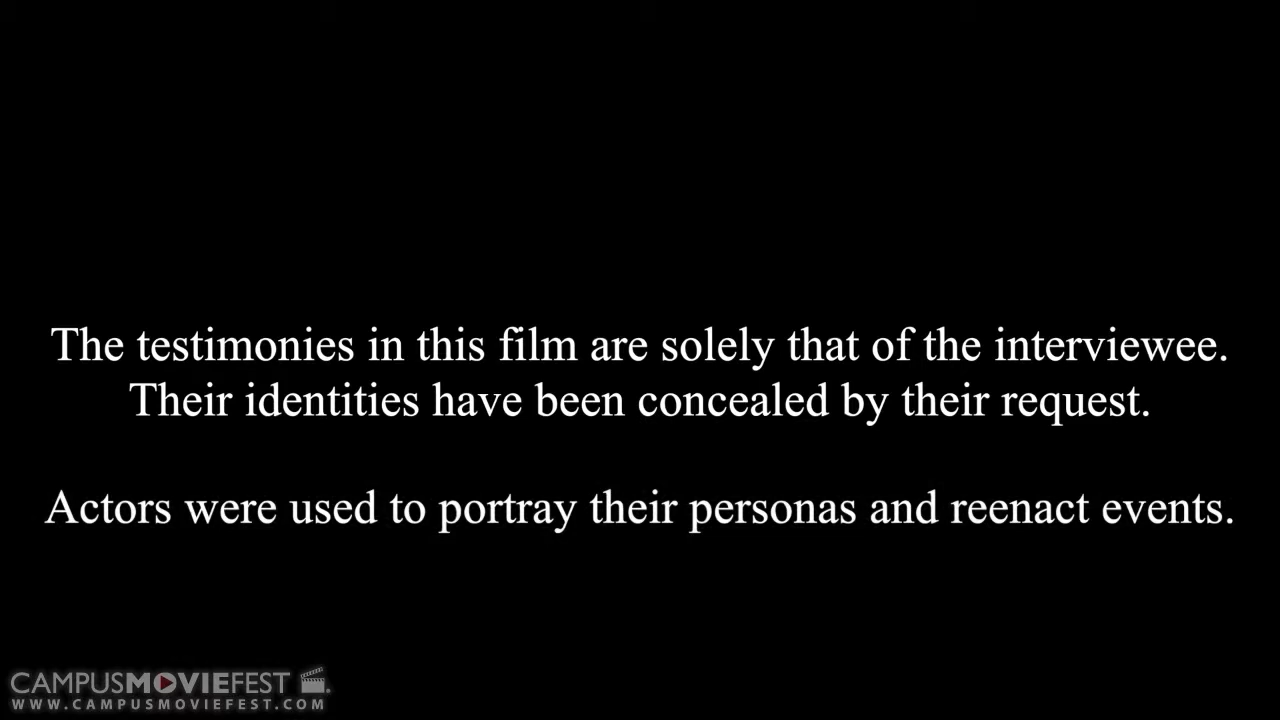 The testimonies in this film are solely that of the interviewee.
Their identities have been concealed by their request.
Actors were used to portray their personas and reenact events.
CAMPUSMOVIEFEST
WWW.CAMPUSMOVIEFEST.COM